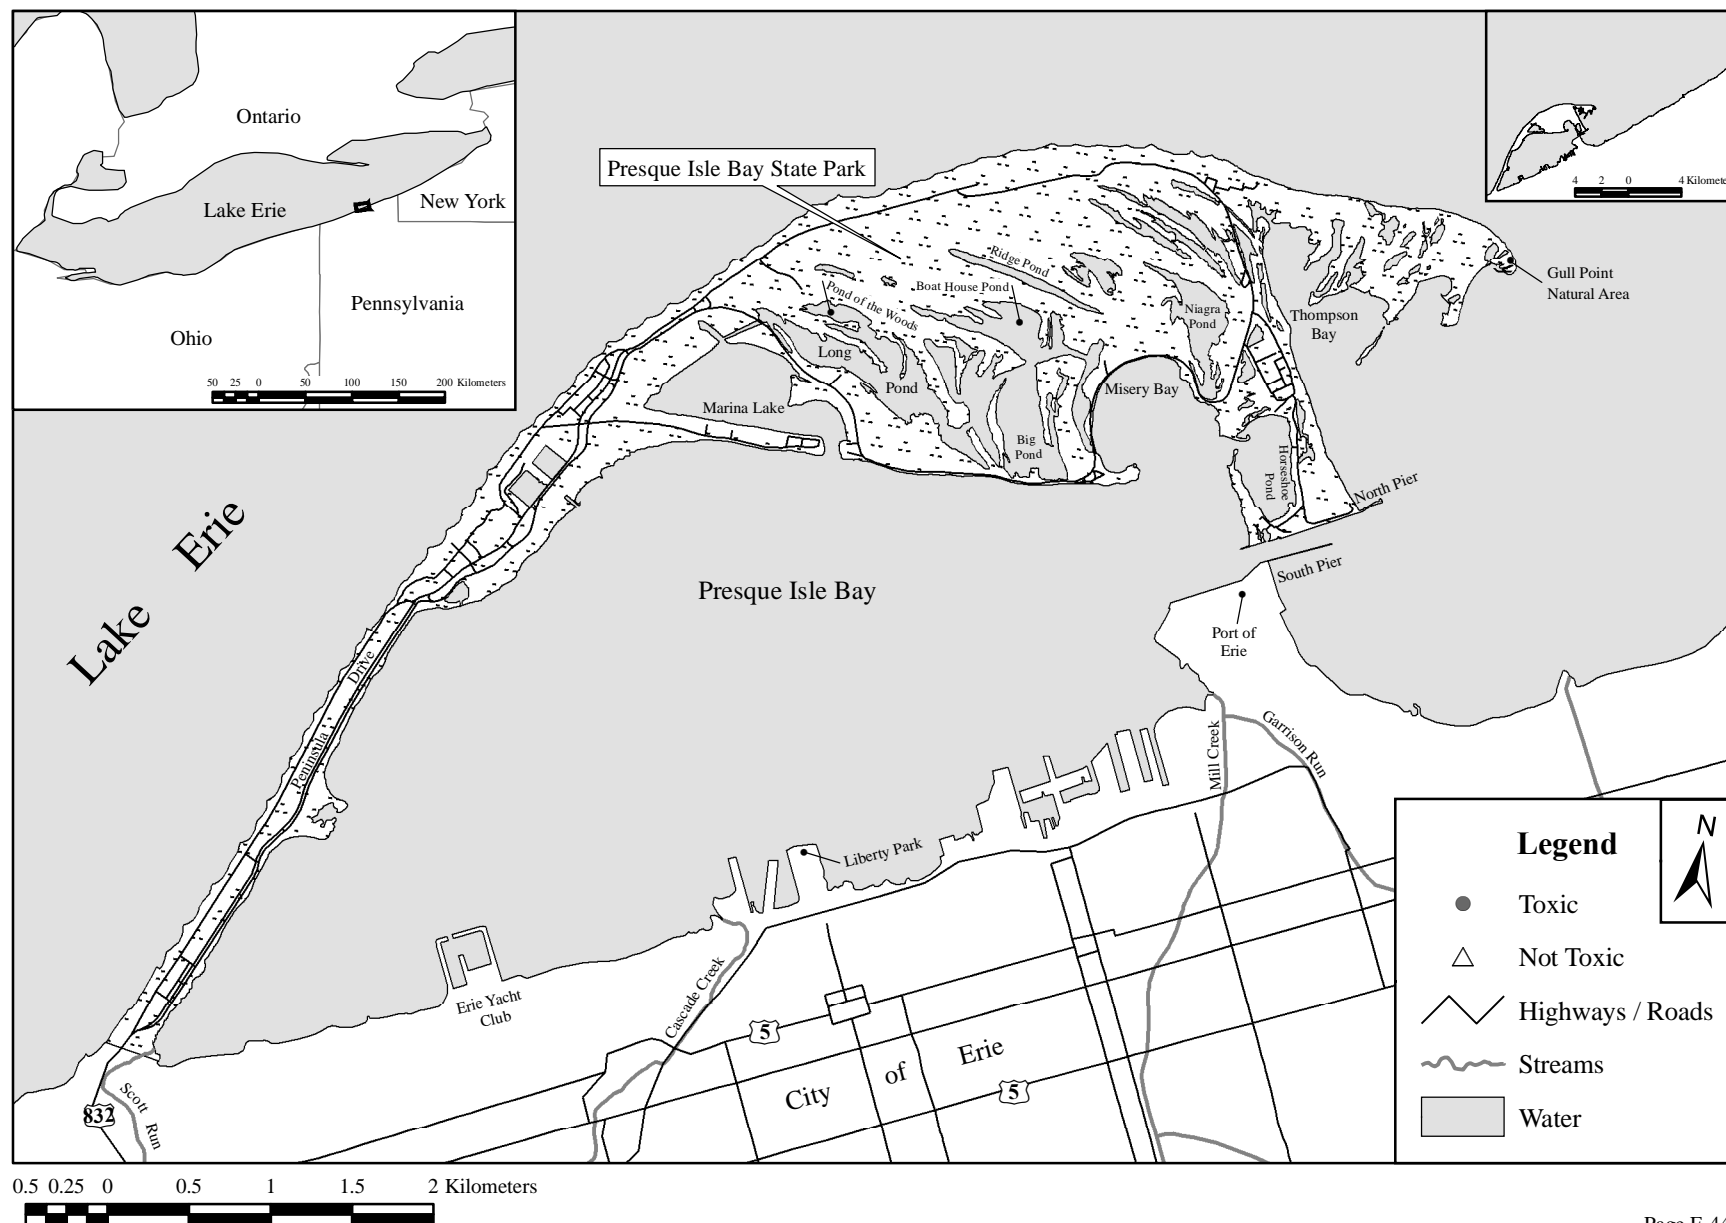 Ontario
Lake Erie
New York
Pennsylvania
Ohio
50 25 0 50 100 150 200 Kilometers
4 2 0 4
Presque Isle Bay State Park
Gull Point
Natural Area
Ridge Pond
Boat House Pond
Pond of the Woods
Niagra
Pond
Thompson
Bay
Long
Pond
Misery Bay
Marina Lake
Big
Pond
Horseshoe
Pond
North Pier
South Pier
Lake Erie
Presque Isle Bay
Port of
Erie
Peninsula Drive
Mill Creek
Garrison Run
Liberty Park
Erie Yacht
Club
Cascade Creek
5
City of Erie
5
Scott Run
832
Legend
N
Toxic
Not Toxic
Highways / Roads
Streams
Water
0.5 0.25 0 0.5 1 1.5 2 Kilometers